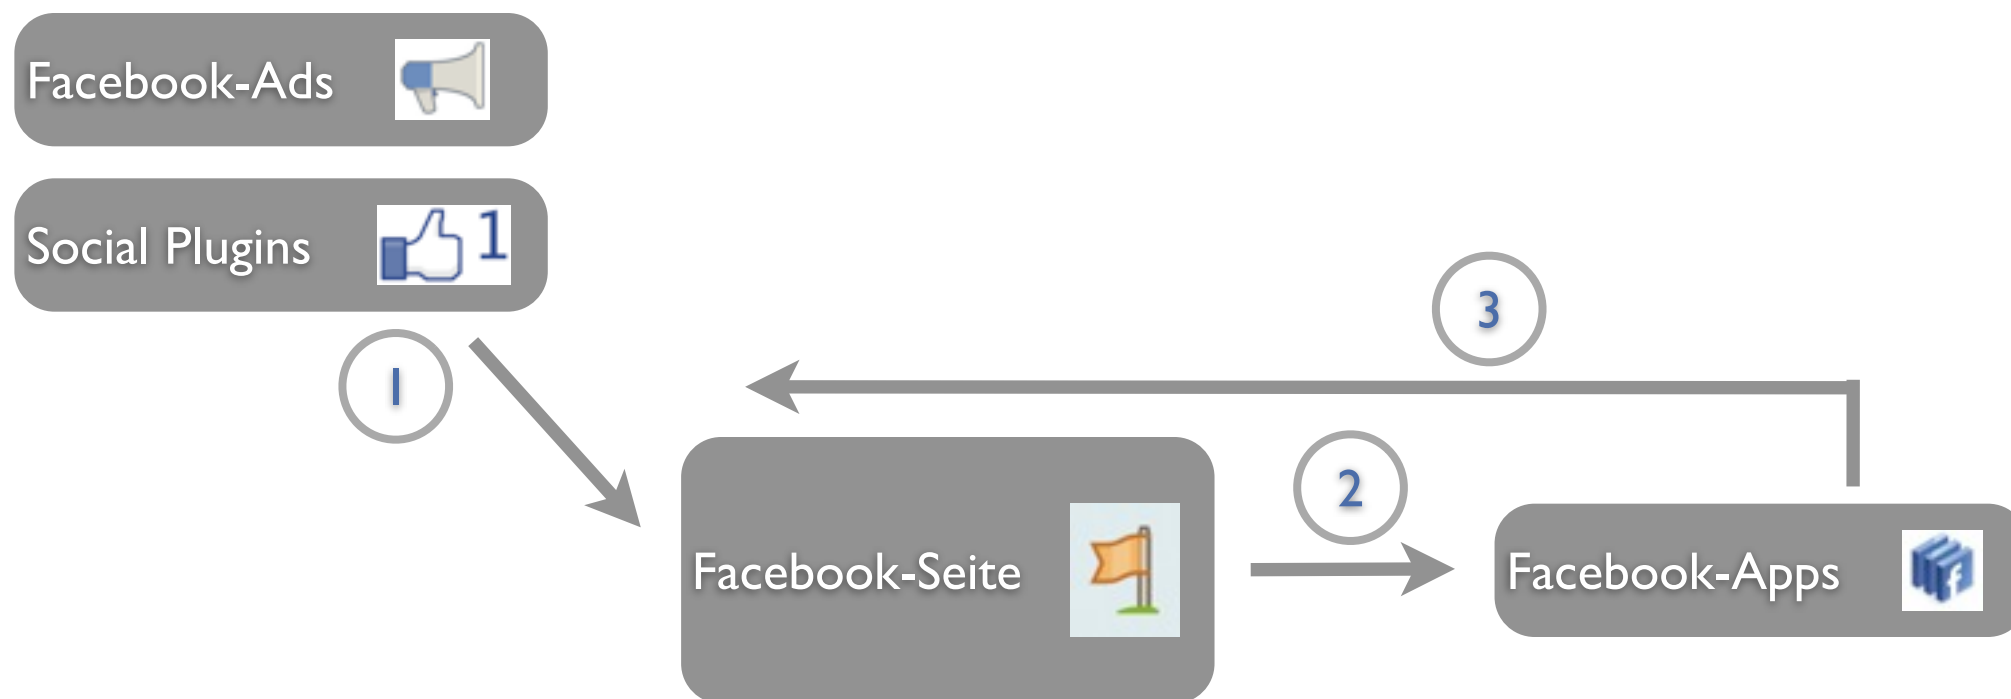 Facebook-Ads
Social Plugins 1
1
3
2
Facebook-Seite
Facebook-Apps f